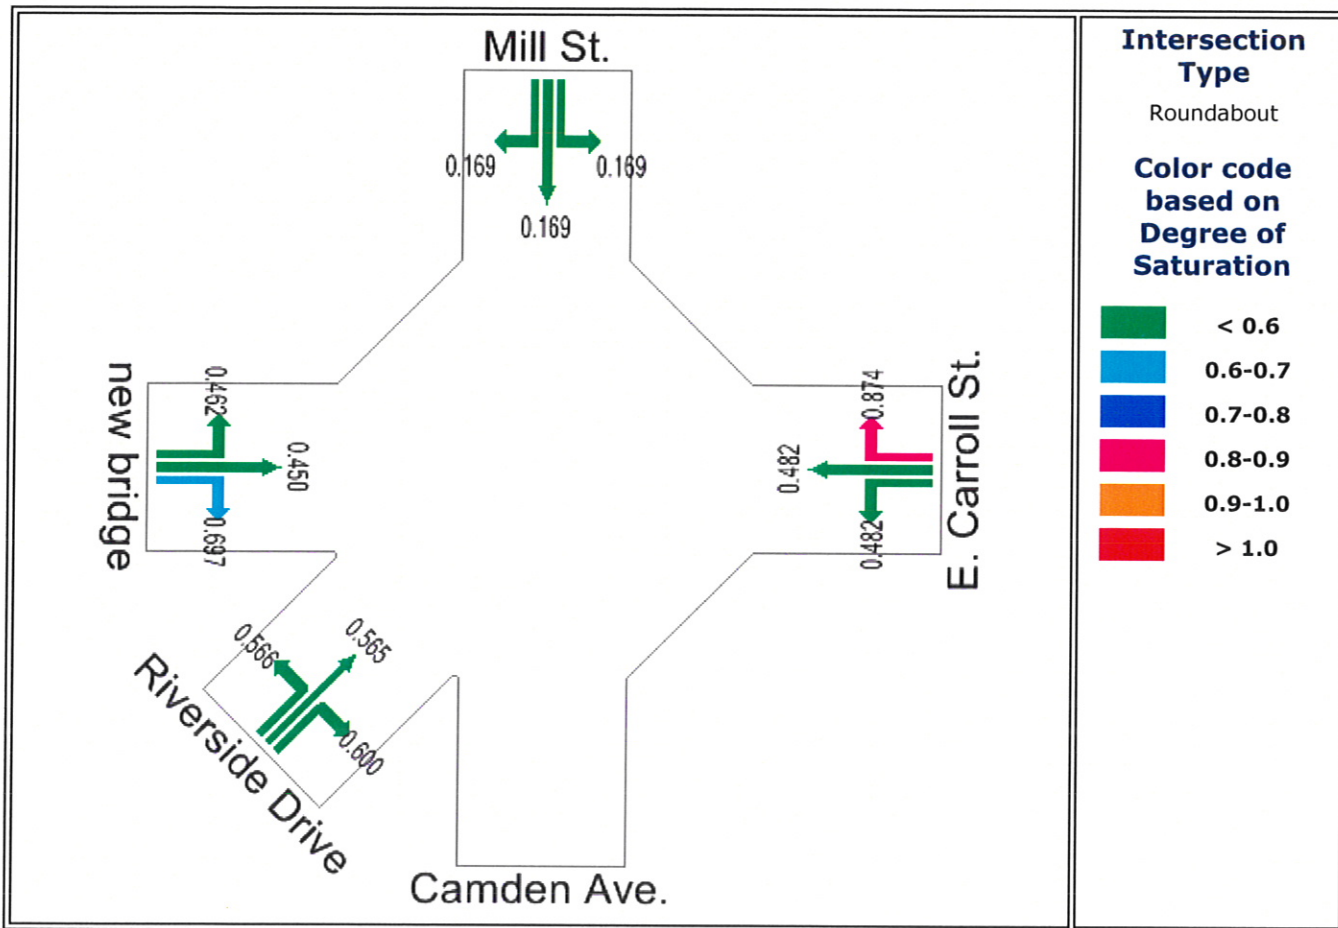 Mill St.
0.169
0.169
0.169
new bridge
0.462
0.450
0.697
0.874
0.482
0.482
E. Carroll St.
0.566
0.565
0.600
Riverside Drive
Camden Ave.
Intersection
Type
Roundabout
Color code
based on
Degree of
Saturation
< 0.6
0.6-0.7
0.7-0.8
0.8-0.9
0.9-1.0
> 1.0